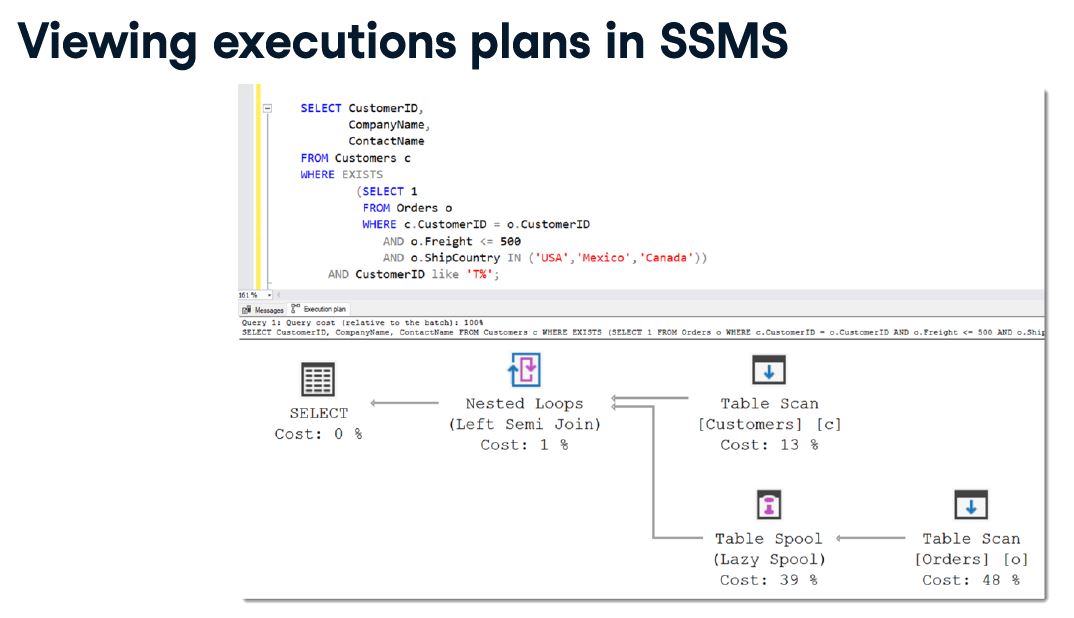 Viewing executions plans in SSMS
SELECT CustomerID,
CompanyName,
ContactName
FROM Customers c
WHERE EXISTS
(SELECT 1
FROM Orders o
WHERE c.CustomerID = o.CustomerID
AND o.Freight <= 500
AND o.ShipCountry IN ('USA','Mexico','Canada'))
AND CustomerID like 'T%';
161 %
Messages Execution plan
Query 1: Query cost (relative to the batch): 100%
SELECT CustomerID, CompanyName, ContactName FROM Customers c WHERE EXISTS (SELECT 1 FROM Orders o WHERE c.CustomerID = o.CustomerID AND o.Freight <= 500 AND o.Ship
SELECT
Cost: 0 %
Nested Loops
(Left Semi Join)
Cost: 1 %
Table Scan
[Customers] [c]
Cost: 13 %
Table Spool
(Lazy Spool)
Cost: 39 %
Table Scan
[Orders] [o]
Cost: 48 %